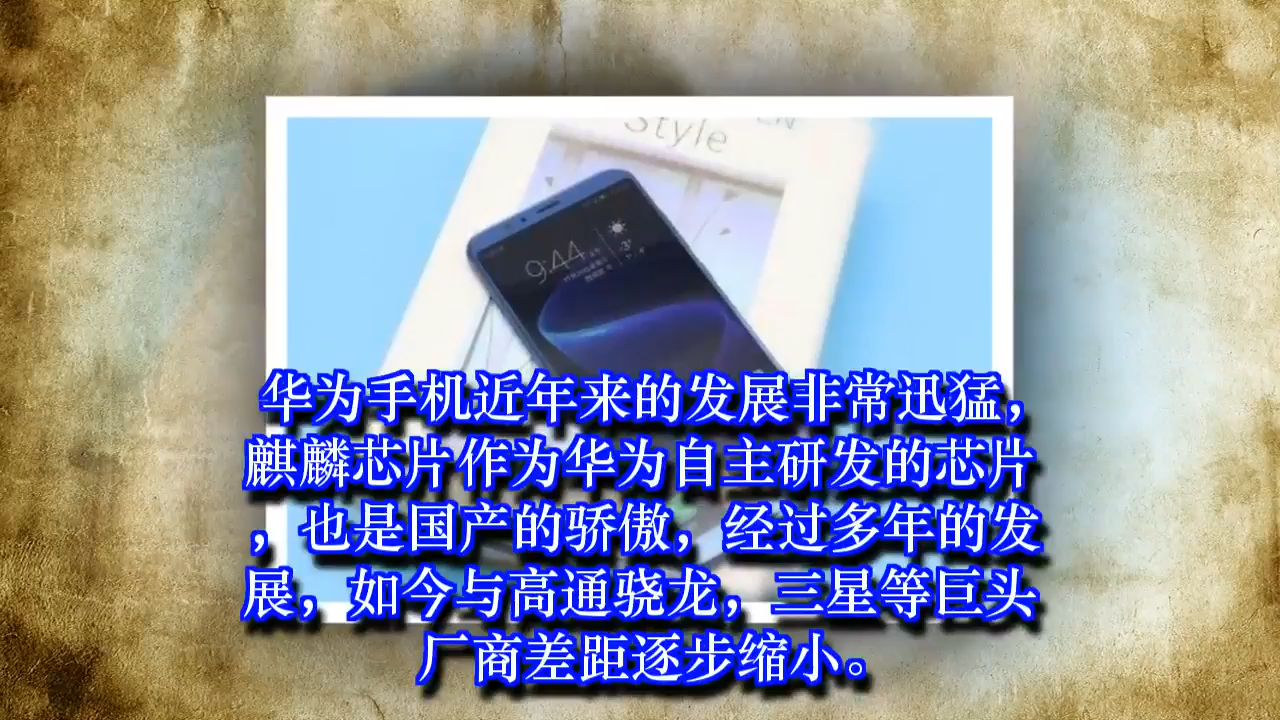 Style
EN
9:44
-3°
华为手机近年来的发展非常迅猛，
麒麟芯片作为华为自主研发的芯片
，也是国产的骄傲，经过多年的发
展，如今与高通骁龙，三星等巨头
厂商差距逐步缩小。